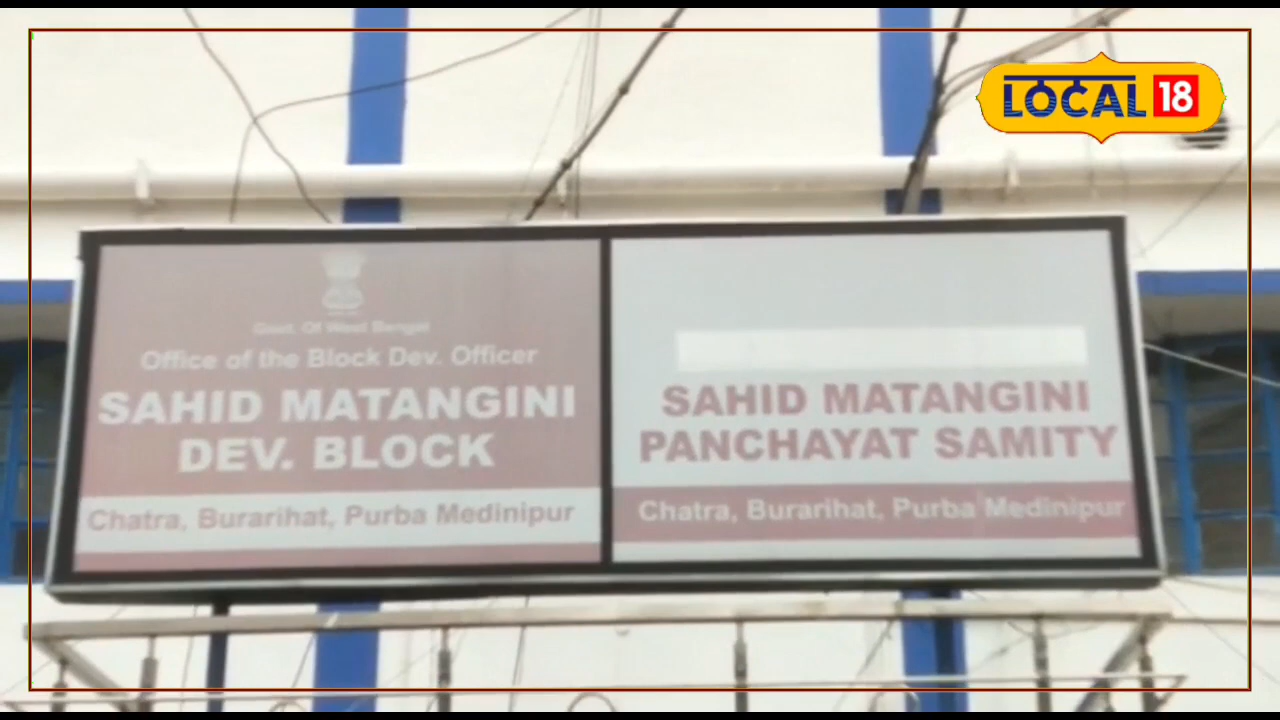 LOCAL 18
Govt. Of West Bengal
Office of the Block Dev. Officer
SAHID MATANGINI
DEV. BLOCK
Chatra, Burarihat, Purba Medinipur
SAHID MATANGINI
PANCHAYAT SAMITY
Chatra, Burarihat, Purba Medinipur